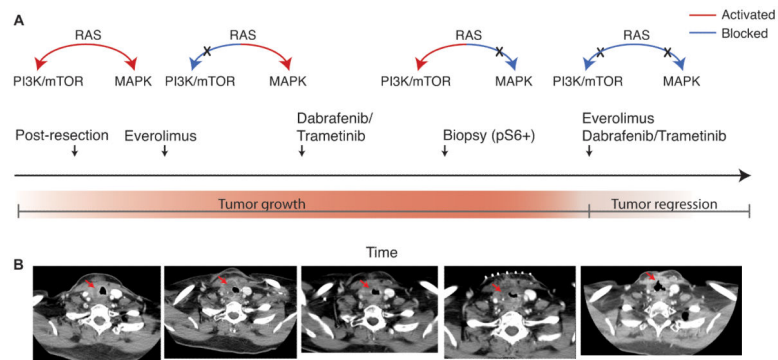 A
Activated
Blocked
RAS
PI3K/mTOR
MAPK
RAS
X
PI3K/mTOR
MAPK
RAS
X
PI3K/mTOR
MAPK
RAS
X
X
PI3K/mTOR
MAPK
Post-resection
Everolimus
Dabrafenib/
Trametinib
Biopsy (pS6+)
Everolimus
Dabrafenib/Trametinib
Tumor growth
Tumor regression
Time
B